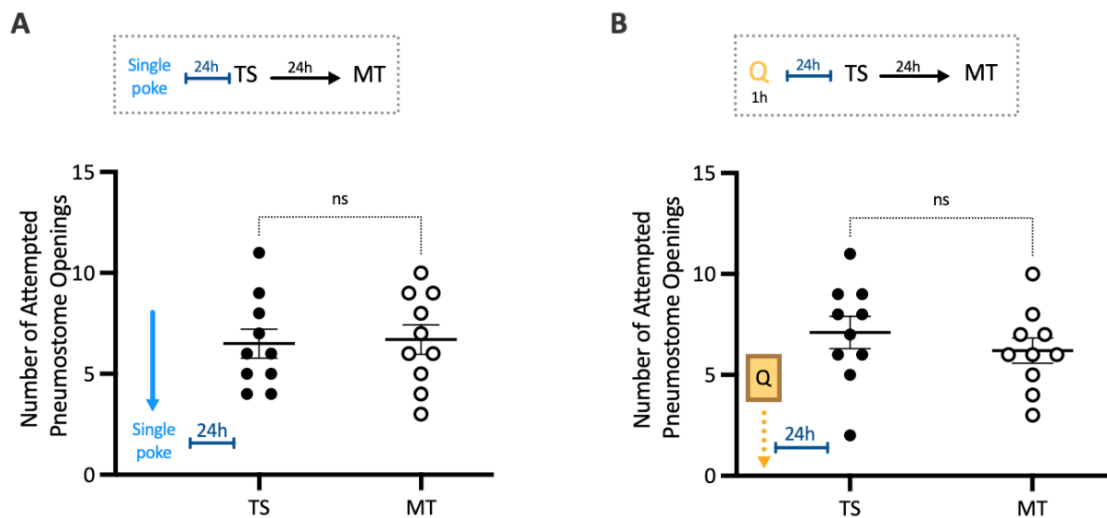 A
Single
poke
24h
TS
24h
MT
15
10
5
0
Number of Attempted
Pneumostome Openings
ns
Single
poke
24h
TS
MT
B
Q
1h
24h
TS
24h
MT
15
10
5
0
Number of Attempted
Pneumostome Openings
ns
Q
24h
TS
MT